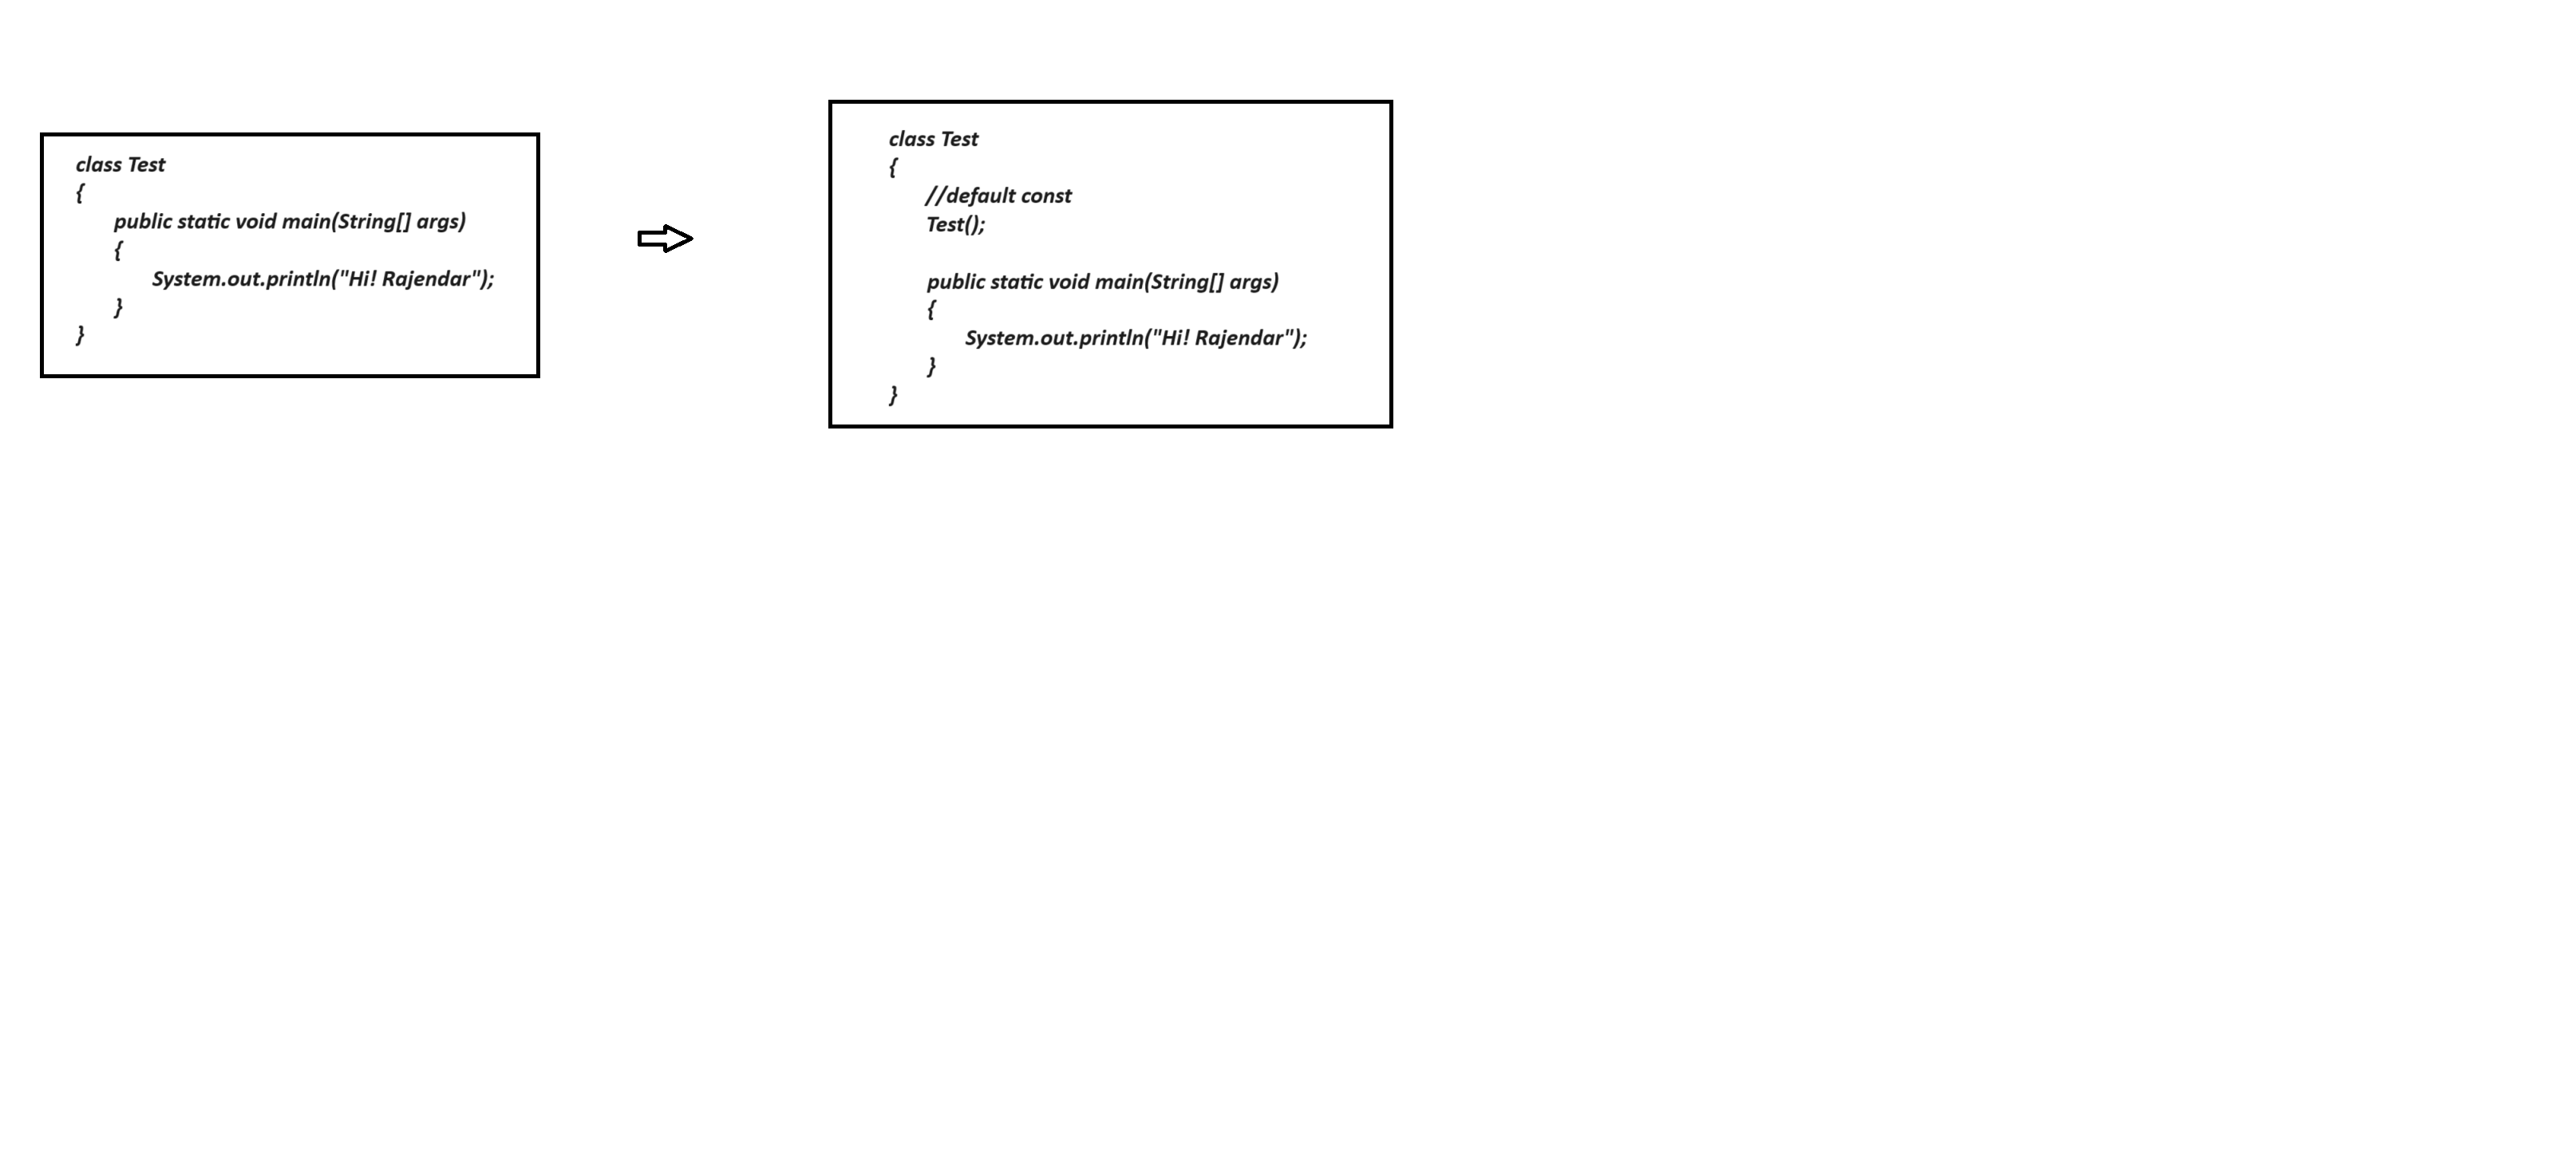 class Test
{
public static void main(String[] args)
{
System.out.println("Hi! Rajendar");
}
}
class Test
{
//default const
Test();
public static void main(String[] args)
{
System.out.println("Hi! Rajendar");
}
}